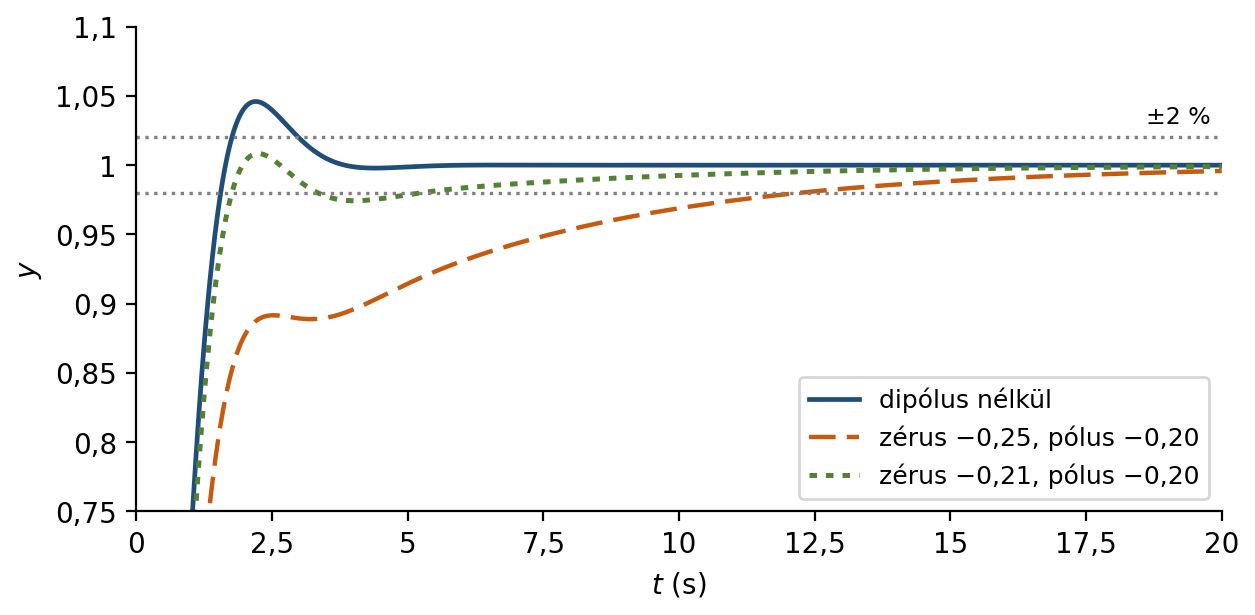 1,1
1,05
1
0,95
0,9
0,85
0,8
0,75
y
±2 %
dipólus nélkül
zérus −0,25, pólus −0,20
zérus −0,21, pólus −0,20
0 2,5 5 7,5 10 12,5 15 17,5 20
t (s)